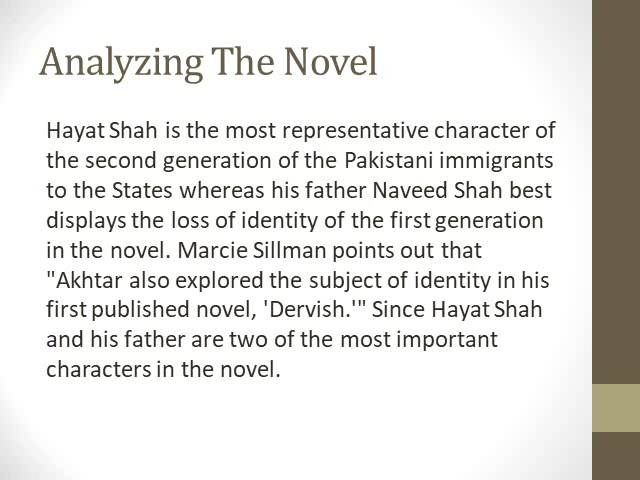 Analyzing The Novel
Hayat Shah is the most representative character of
the second generation of the Pakistani immigrants
to the States whereas his father Naveed Shah best
displays the loss of identity of the first generation
in the novel. Marcie Sillman points out that
"Akhtar also explored the subject of identity in his
first published novel, 'Dervish.'" Since Hayat Shah
and his father are two of the most important
characters in the novel.